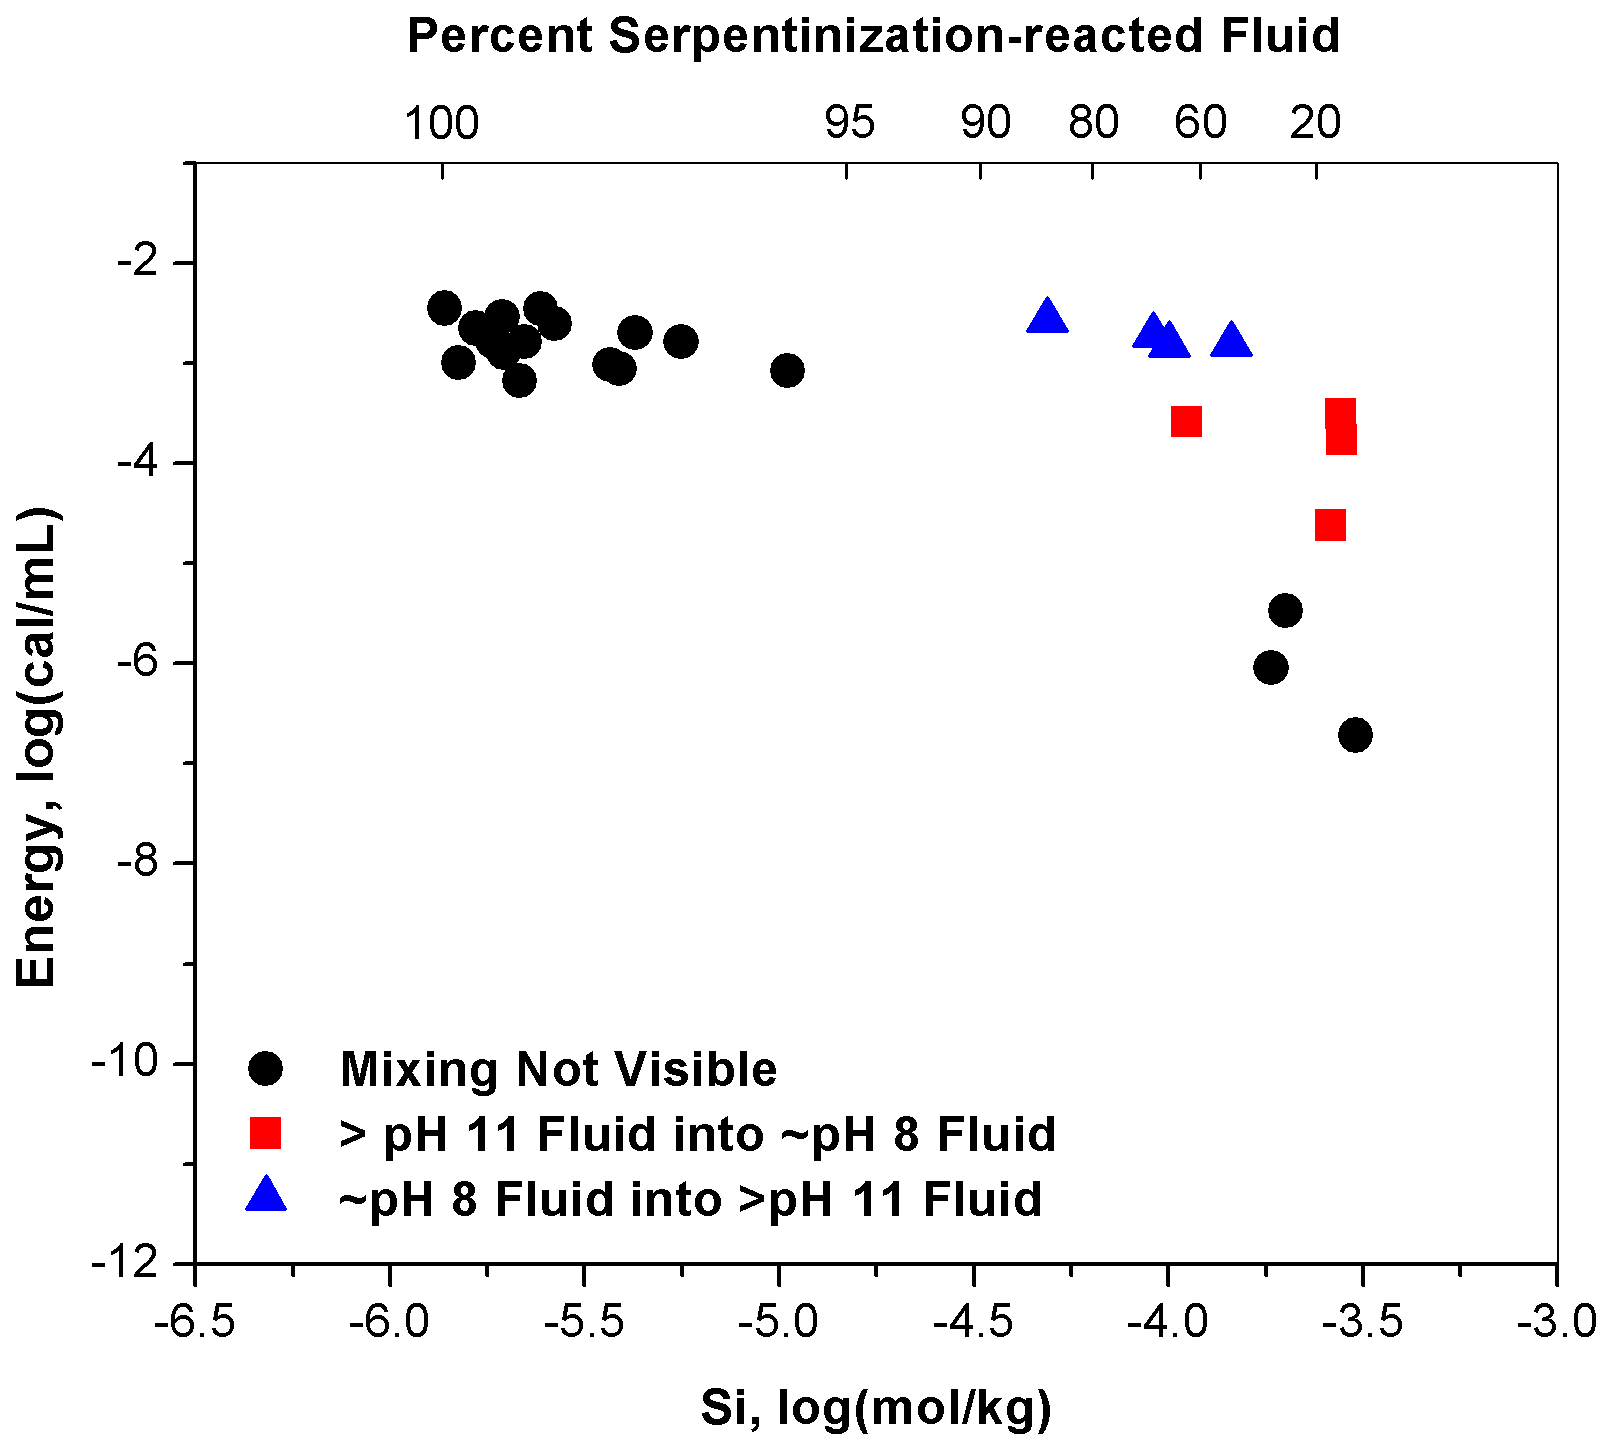 Percent Serpentinization-reacted Fluid
100 95 90 80 60 20
-2
-4
-6
-8
-10
-12
Energy, log(cal/mL)
Mixing Not Visible
> pH 11 Fluid into ~pH 8 Fluid
~pH 8 Fluid into >pH 11 Fluid
-6.5 -6.0 -5.5 -5.0 -4.5 -4.0 -3.5 -3.0
Si, log(mol/kg)